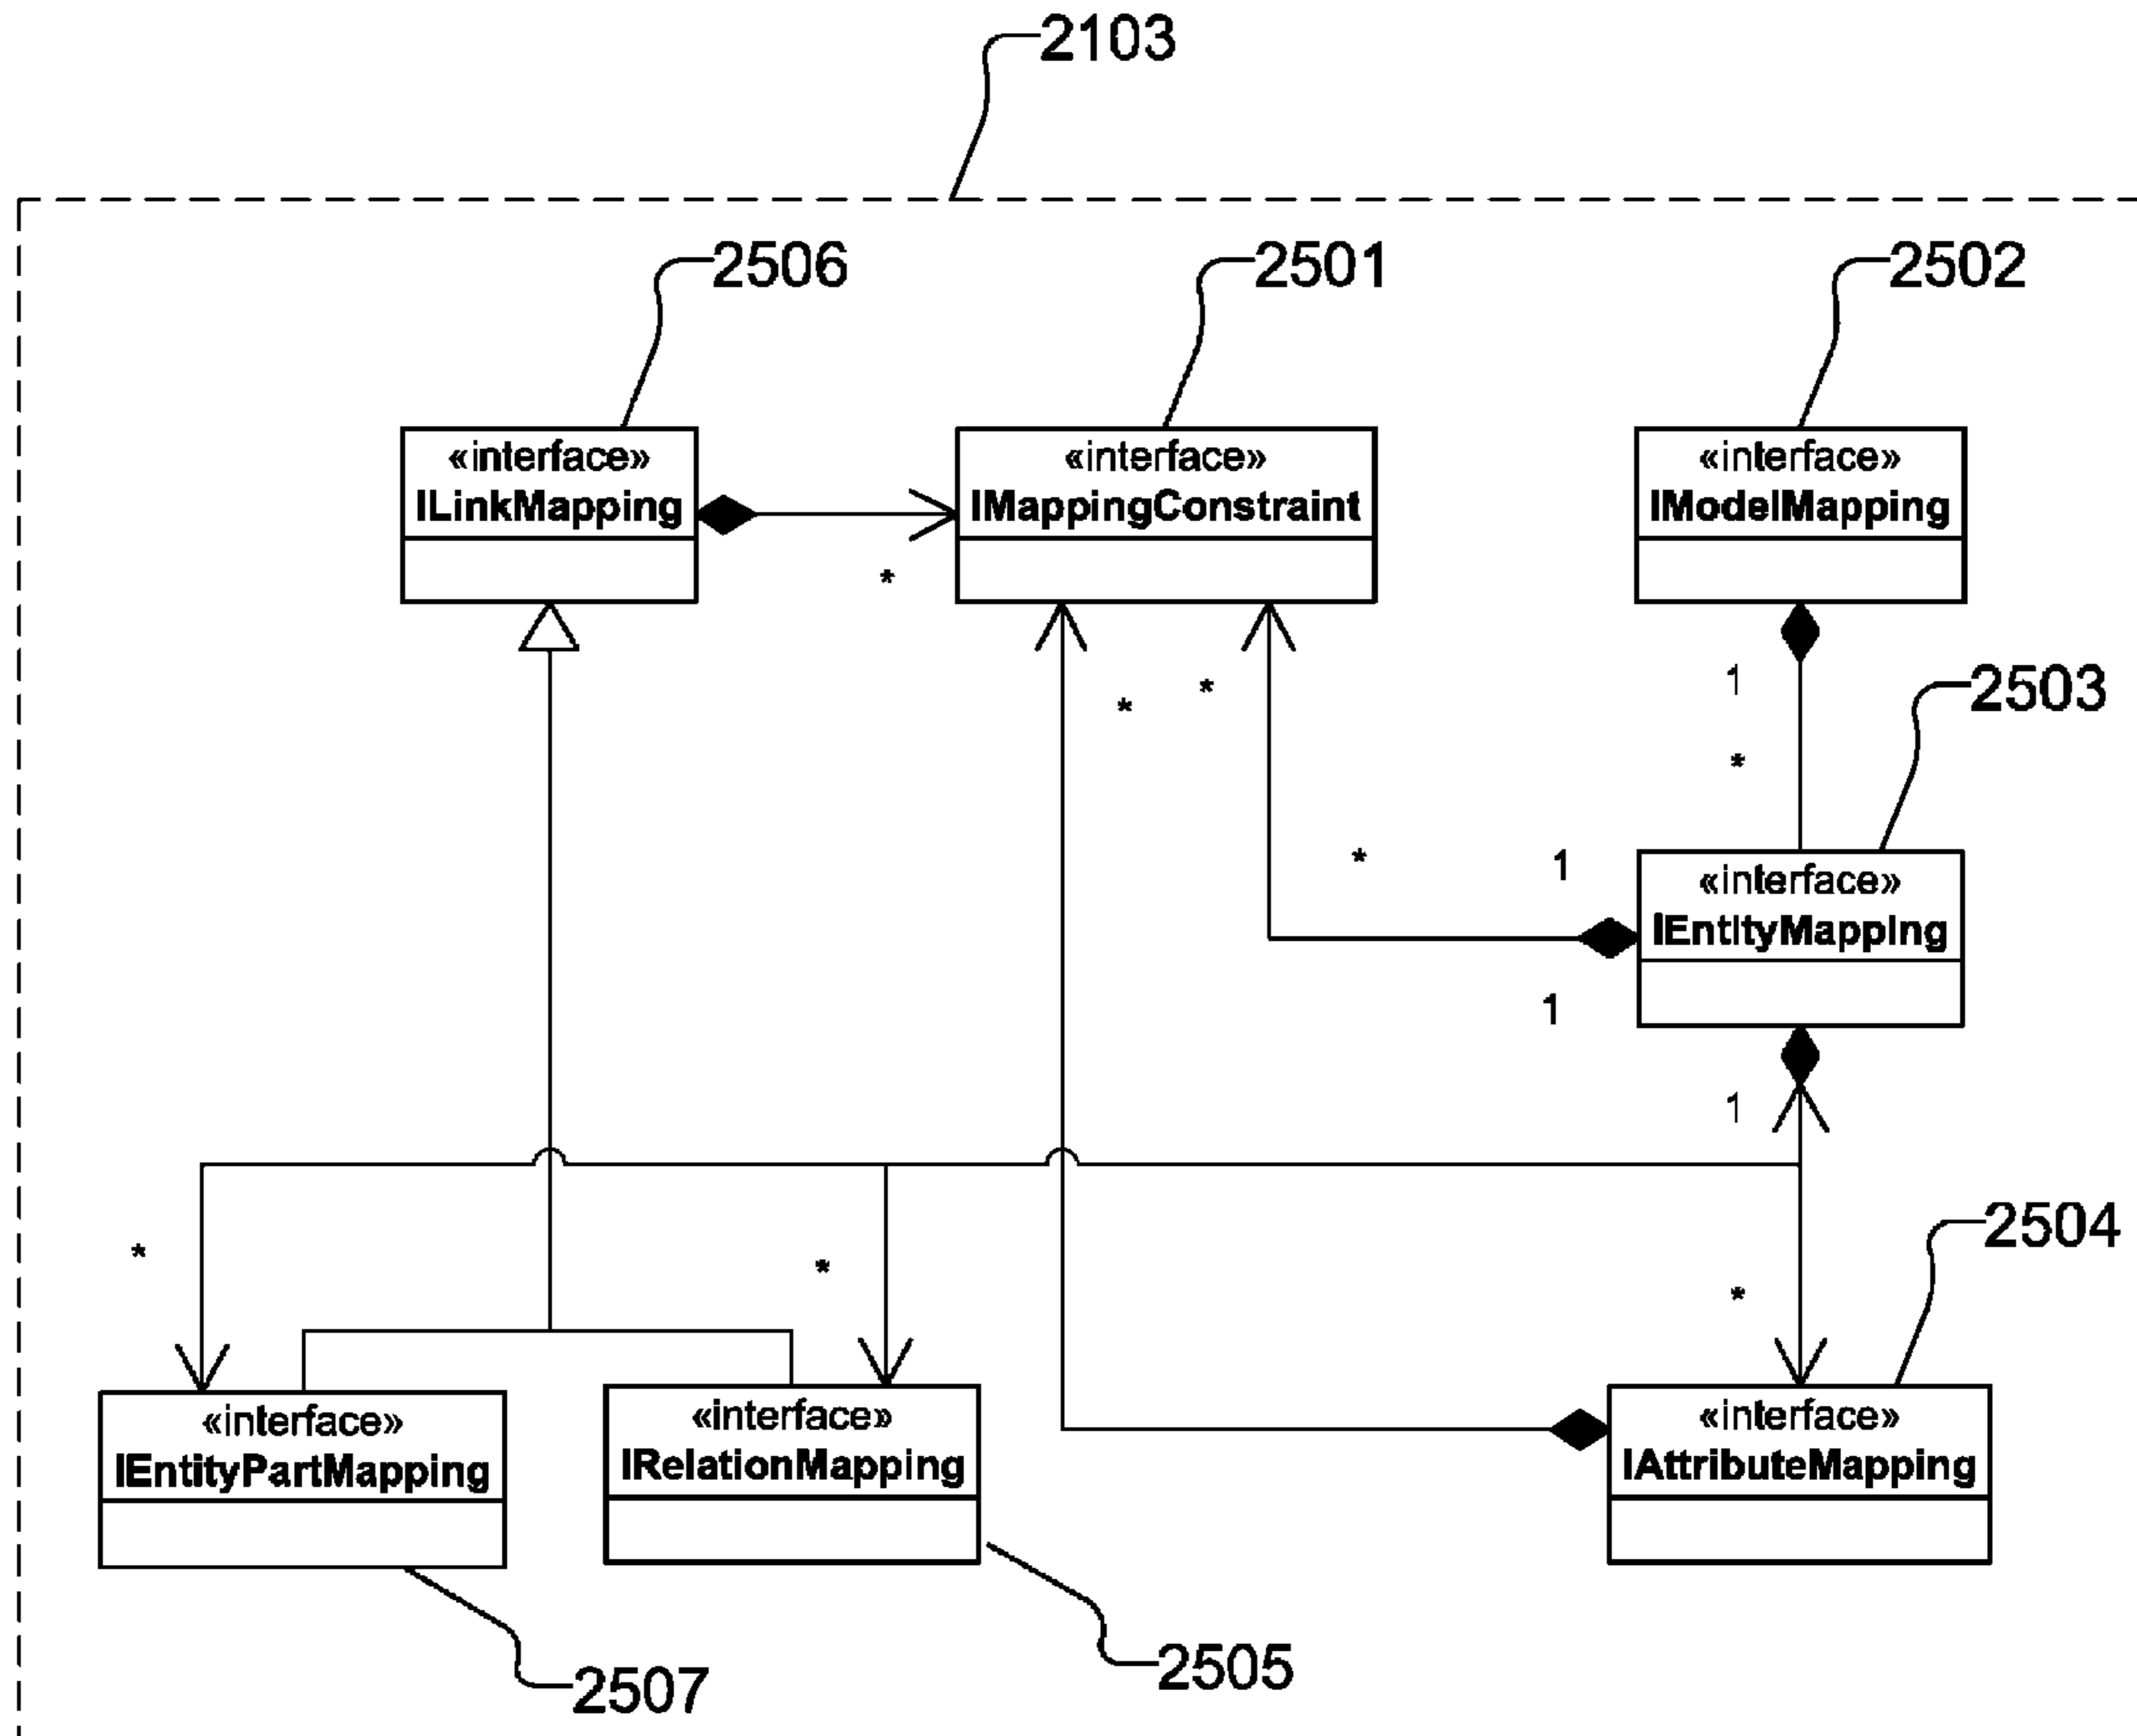 2103
2506
2501
2502
«interface»
ILinkMapping
«interface»
IMappingConstraint
«interface»
IModelMapping
*
1
*
*
2503
*
*
1
«interface»
IEntityMapping
1
1
2504
*
*
*
«interface»
IEntityPartMapping
«interface»
IRelationMapping
«interface»
IAttributeMapping
2505
2507